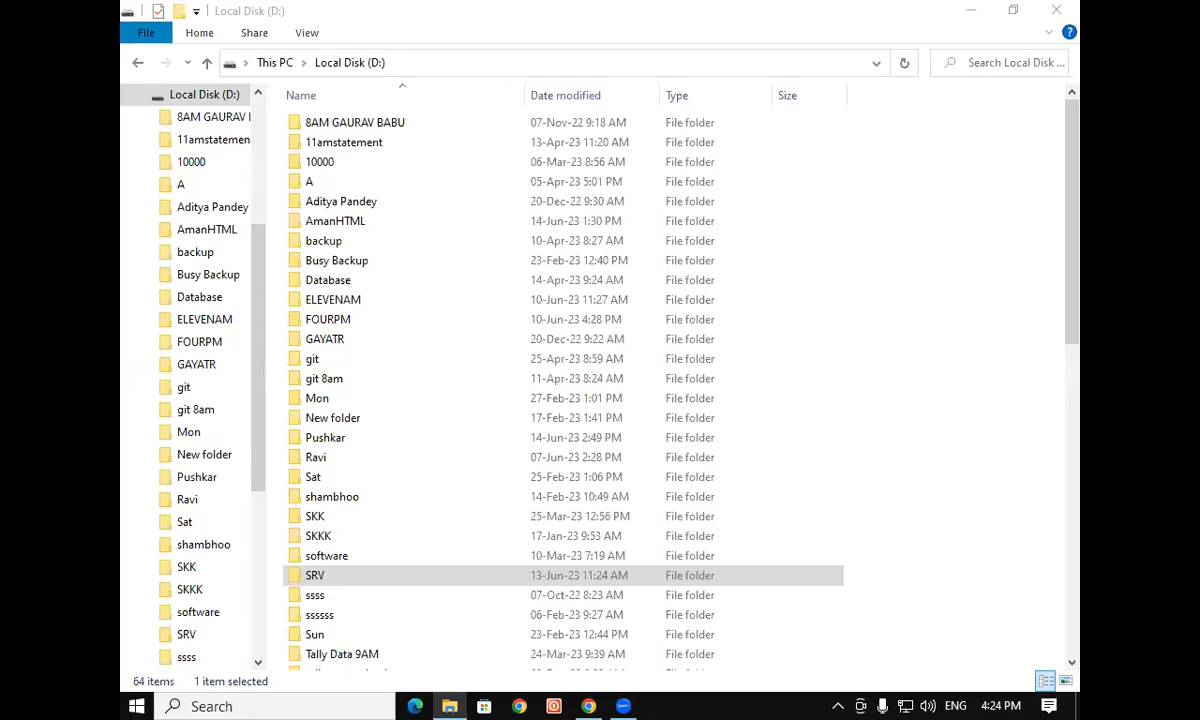 Local Disk (D:)
File Home Share View
This PC Local Disk (D:) Search Local Disk ...
Local Disk (D:)
8AM GAURAV
11amstatemen
10000
A
Aditya Pandey
AmanHTML
backup
Busy Backup
Database
ELEVENAM
FOURPM
GAYATR
git
git 8am
Mon
New folder
Pushkar
Ravi
Sat
shambhoo
SKK
SKKK
software
SRV
ssss
Name Date modified Type Size
8AM GAURAV BABU 07-Nov-22 9:18 AM File folder
11amstatement 13-Apr-23 11:20 AM File folder
10000 06-Mar-23 8:56 AM File folder
A 05-Apr-23 5:01 PM File folder
Aditya Pandey 20-Dec-22 9:30 AM File folder
AmanHTML 14-Jun-23 1:30 PM File folder
backup 10-Apr-23 8:27 AM File folder
Busy Backup 23-Feb-23 12:40 PM File folder
Database 14-Apr-23 9:24 AM File folder
ELEVENAM 10-Jun-23 11:27 AM File folder
FOURPM 10-Jun-23 4:28 PM File folder
GAYATR 20-Dec-22 9:22 AM File folder
git 25-Apr-23 8:59 AM File folder
git 8am 11-Apr-23 8:24 AM File folder
Mon 27-Feb-23 1:01 PM File folder
New folder 17-Feb-23 1:41 PM File folder
Pushkar 14-Jun-23 2:49 PM File folder
Ravi 07-Jun-23 2:28 PM File folder
Sat 25-Feb-23 1:06 PM File folder
shambhoo 14-Feb-23 10:49 AM File folder
SKK 25-Mar-23 12:56 PM File folder
SKKK 17-Jan-23 9:53 AM File folder
software 10-Mar-23 7:19 AM File folder
SRV 13-Jun-23 11:24 AM File folder
ssss 07-Oct-22 8:23 AM File folder
ssssss 06-Feb-23 9:27 AM File folder
Sun 23-Feb-23 12:44 PM File folder
Tally Data 9AM 24-Mar-23 9:39 AM File folder
64 items 1 item selected
Search ENG 4:24 PM